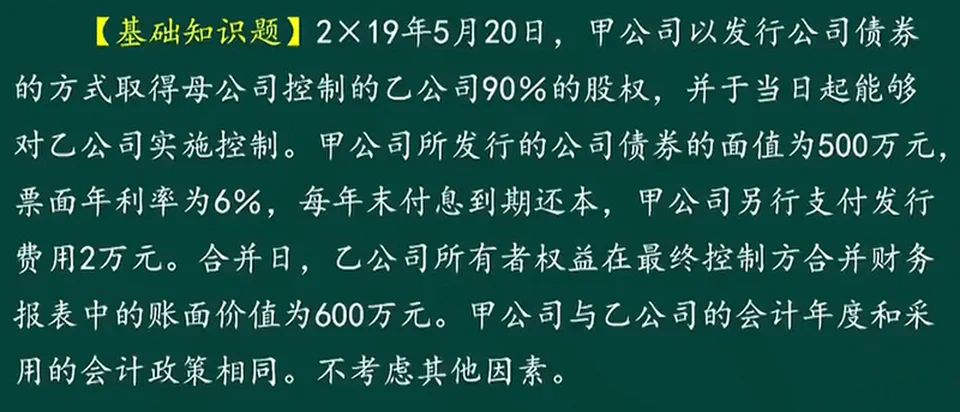 【基础知识题】2×19年5月20日，甲公司以发行公司债券
的方式取得母公司控制的乙公司90%的股权，并于当日起能够
对乙公司实施控制。甲公司所发行的公司债券的面值为500万元，
票面年利率为6%，每年末付息到期还本，甲公司另行支付发行
费用2万元。合并日，乙公司所有者权益在最终控制方合并财务
报表中的账面价值为600万元。甲公司与乙公司的会计年度和采
用的会计政策相同。不考虑其他因素。